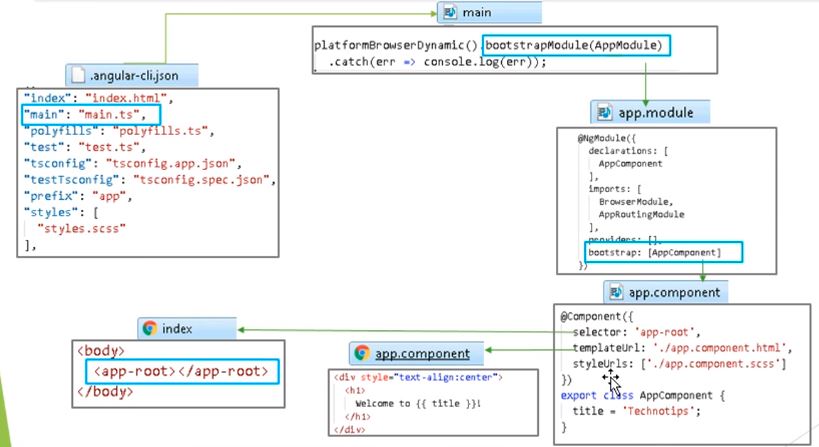 main
platformBrowserDynamic().bootstrapModule(AppModule)
.catch(err => console.log(err));
.angular-cli.json
"index": "index.html",
"main": "main.ts",
"polyfills": "polyfills.ts",
"test": "test.ts",
"tsconfig": "tsconfig.app.json",
"testTsconfig": "tsconfig.spec.json",
"prefix": "app",
"styles": [
"styles.scss"
],
app.module
@NgModule({
declarations: [
AppComponent
],
imports: [
BrowserModule,
AppRoutingModule
],
providers: [],
bootstrap: [AppComponent]
})
app.component
@Component({
selector: 'app-root',
templateUrl: './app.component.html',
styleUrls: ['./app.component.scss']
})
export class AppComponent {
title = 'Technotips';
}
index
<body>
<app-root></app-root>
</body>
app.component
<div style="text-align:center">
<h1>
Welcome to {{ title }}!
</h1>
</div>